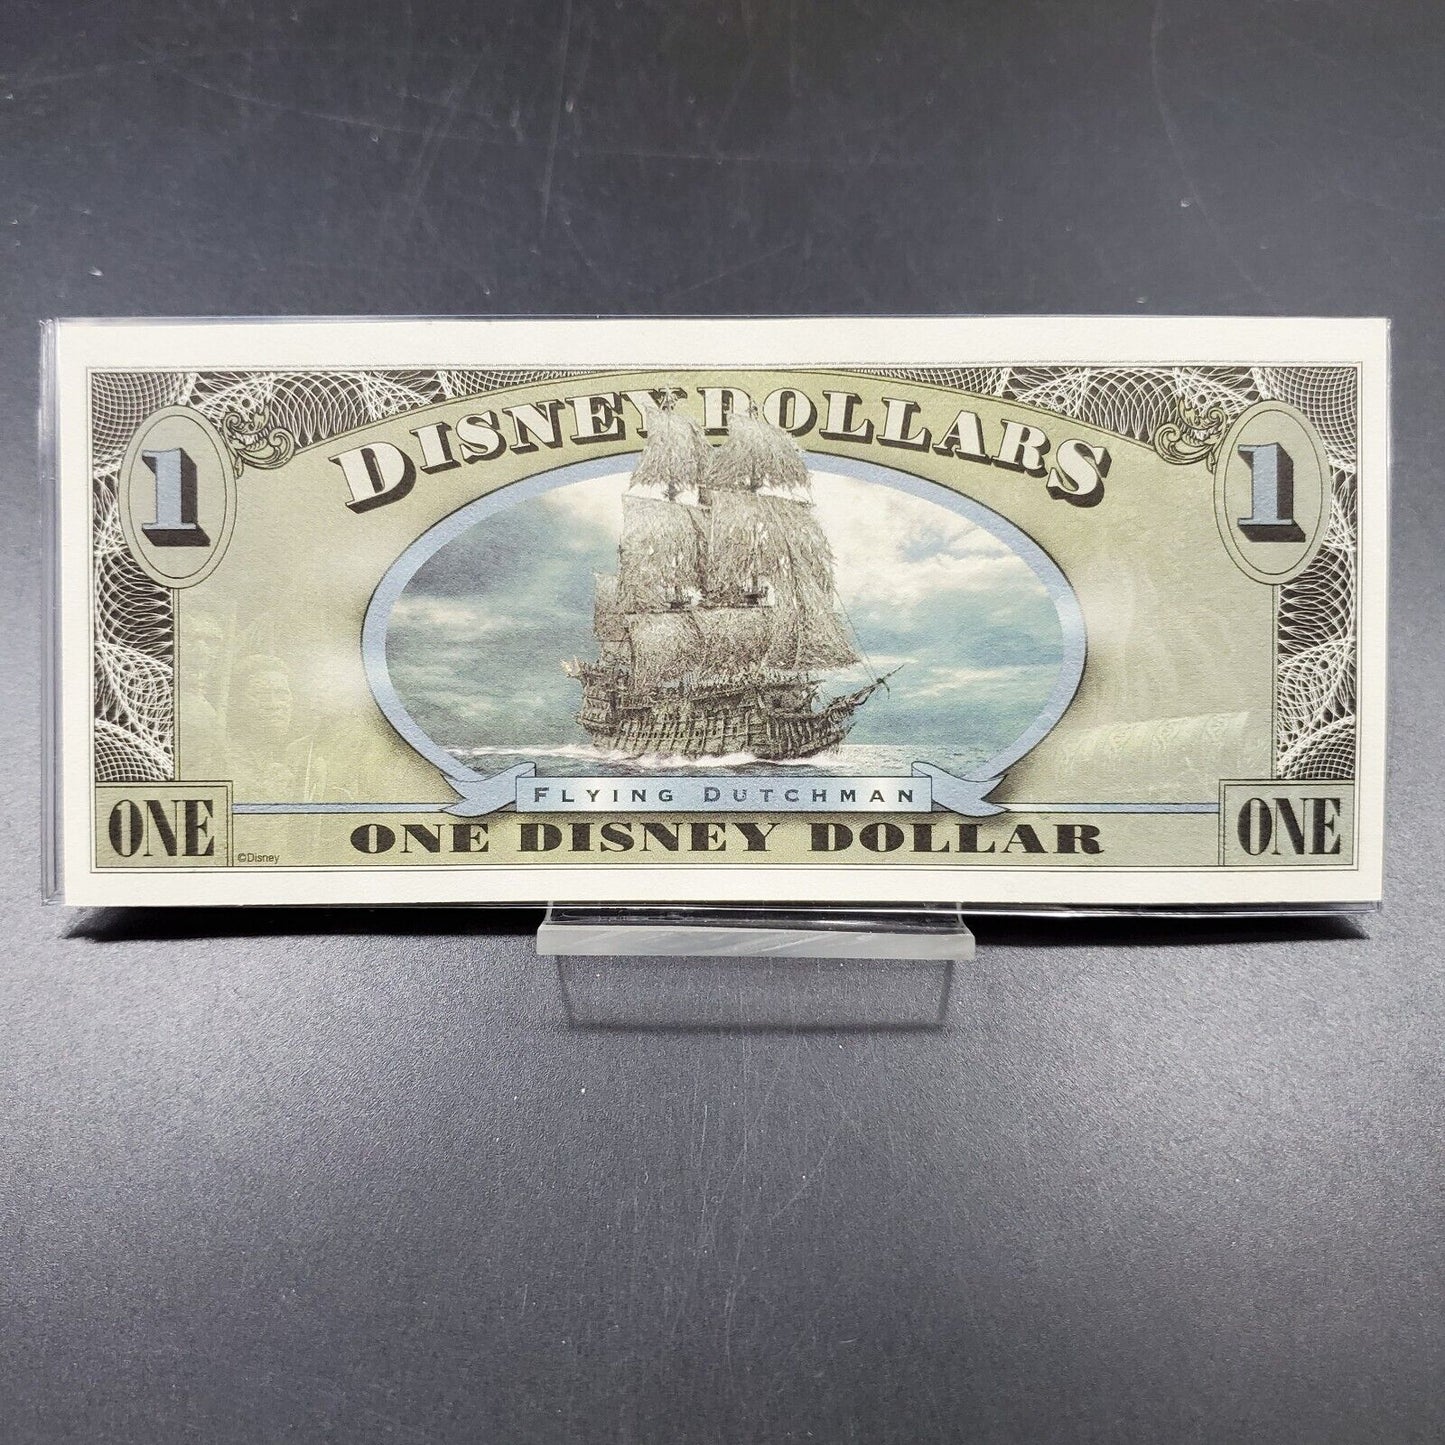 DISNEY DOLLARS
1 1
FLYING DUTCHMAN
ONE ONE DISNEY DOLLAR ONE
©Disney